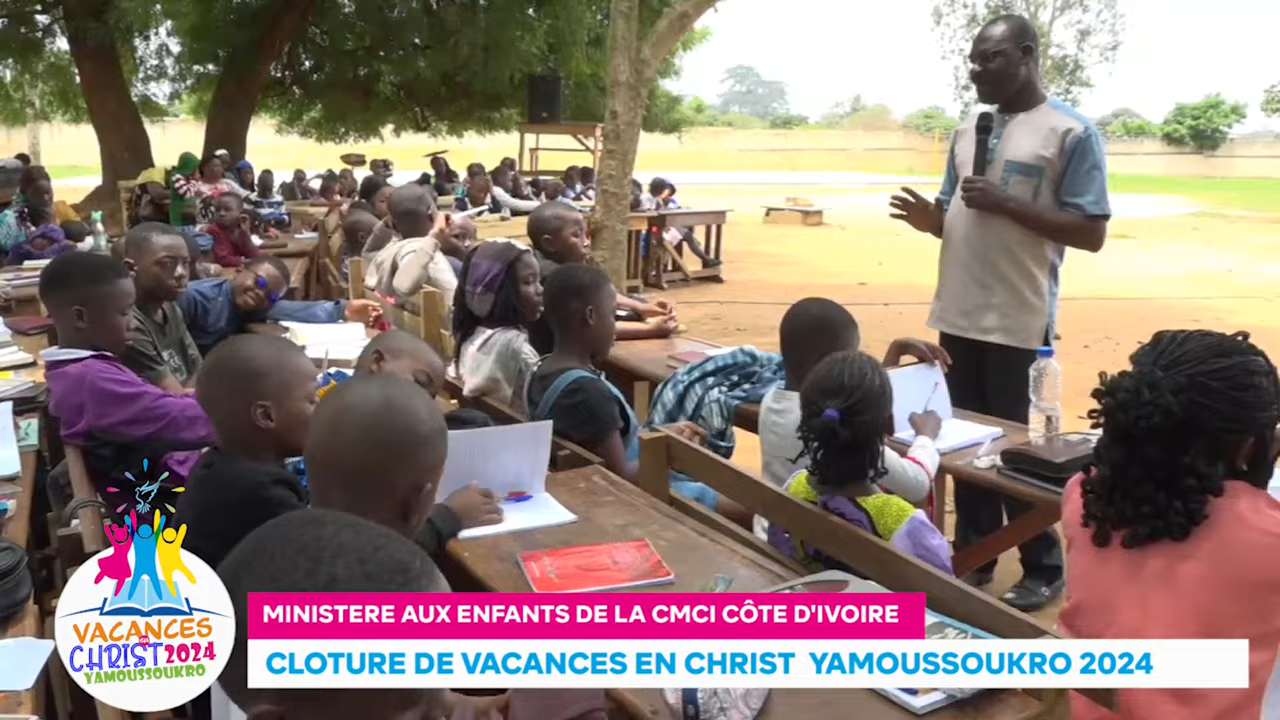 MINISTERE AUX ENFANTS DE LA CMCI CÔTE D'IVOIRE
CLOTURE DE VACANCES EN CHRIST YAMOUSSOUKRO 2024
VACANCES
en
CHRIST 2024
YAMOUSSOUKRO